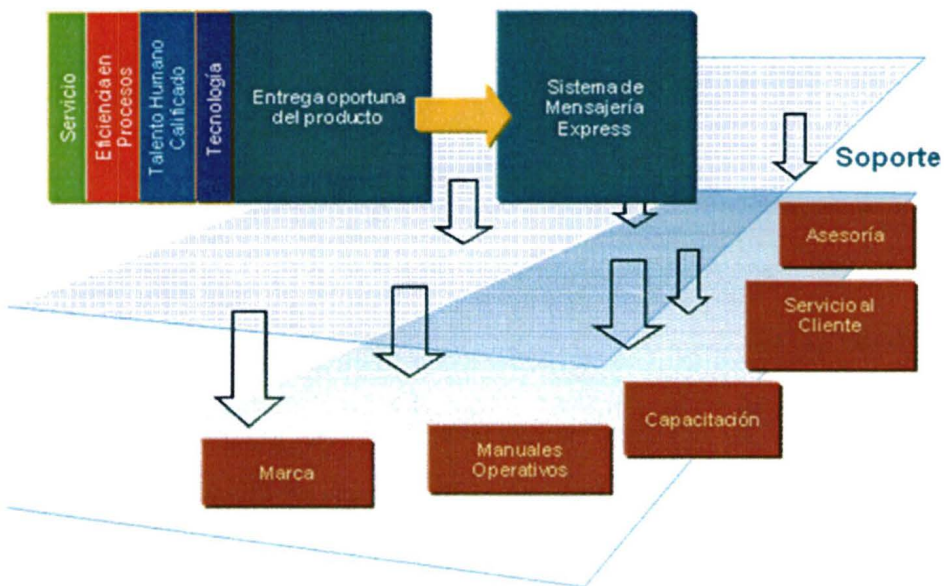 Servicio
Eficiencia en
Procesos
Talento Humano
Calificado
Tecnología
Entrega oportuna
del producto
Sistema de
Mensajería
Express
Soporte
Asesoría
Servicio al
Cliente
Capacitación
Manuales
Operativos
Marca